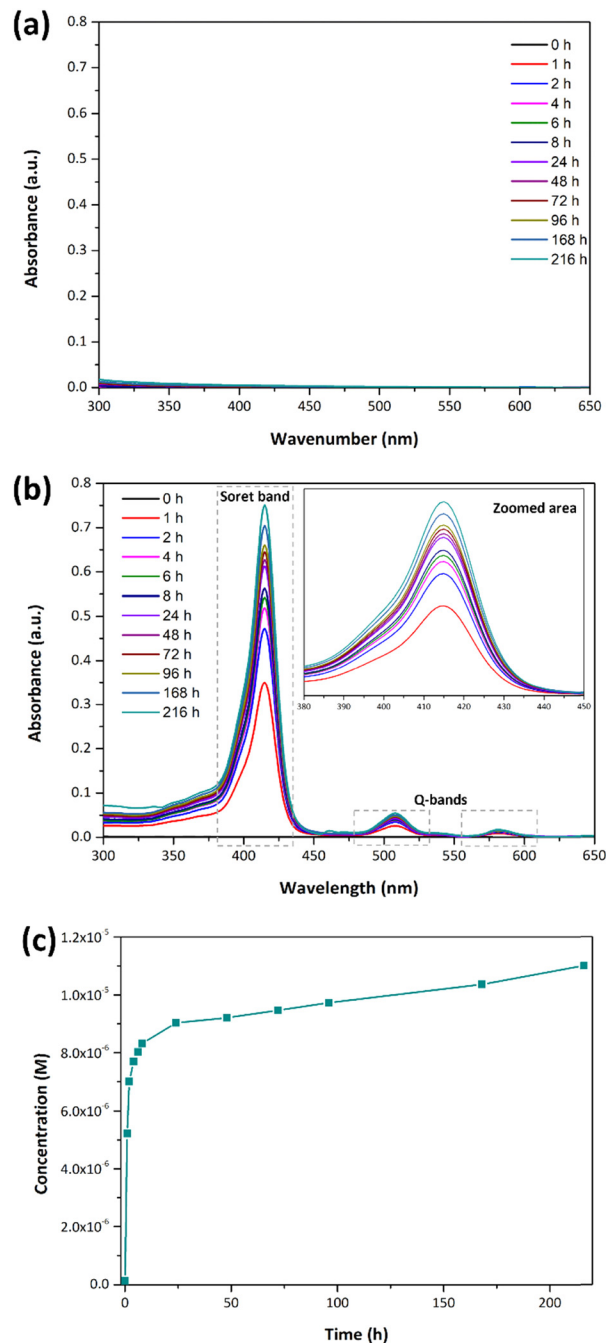 (a)
0.8
0.7
0.6
0.5
0.4
0.3
0.2
0.1
0.0
Absorbance (a.u.)
0 h
1 h
2 h
4 h
6 h
8 h
24 h
48 h
72 h
96 h
168 h
216 h
300 350 400 450 500 550 600 650
Wavenumber (nm)
(b)
0.8
0.7
0.6
0.5
0.4
0.3
0.2
0.1
0.0
Absorbance (a.u.)
0 h
1 h
2 h
4 h
6 h
8 h
24 h
48 h
72 h
96 h
168 h
216 h
Soret band
Zoomed area
380 390 400 410 420 430 440 450
Q-bands
300 350 400 450 500 550 600 650
Wavelength (nm)
(c)
1.2x10-5
1.0x10-5
8.0x10-6
6.0x10-6
4.0x10-6
2.0x10-6
0.0
Concentration (M)
0 50 100 150 200
Time (h)